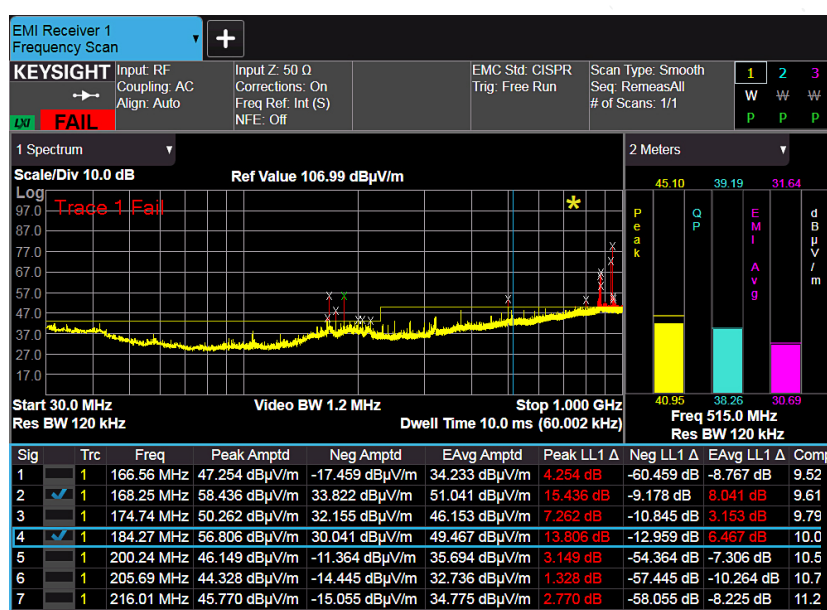 EMI Receiver 1
Frequency Scan
+
KEYSIGHT Input: RF Input Z: 50 Ω EMC Std: CISPR Scan Type: Smooth 1 2 3
Coupling: AC Corrections: On Trig: Free Run Seq: RemeasAll W W W
Align: Auto Freq Ref: Int (S) # of Scans: 1/1
LXI FAIL NFE: Off P P P
1 Spectrum 2 Meters
Scale/Div 10.0 dB Ref Value 106.99 dBµV/m
Log
Trace 1 Fail
97.0
87.0
77.0
67.0
57.0
47.0
37.0
27.0
17.0
Start 30.0 MHz Video BW 1.2 MHz Stop 1.000 GHz
Res BW 120 kHz Dwell Time 10.0 ms (60.002 kHz)
45.10 39.19 31.64
Peak
QP
EMI Avg
dBµV/m
40.95 38.26 30.69
Freq 515.0 MHz
Res BW 120 kHz
Sig Trc Freq Peak Amptd Neg Amptd EAvg Amptd Peak LL1 Δ Neg LL1 Δ EAvg LL1 Δ
1 1 166.56 MHz 47.254 dBµV/m -17.459 dBµV/m 34.233 dBµV/m 4.254 dB -60.459 dB -8.767 dB 9.52
2 1 168.25 MHz 58.436 dBµV/m 33.822 dBµV/m 51.041 dBµV/m 15.436 dB -9.178 dB 8.041 dB 9.61
3 1 174.74 MHz 50.262 dBµV/m 32.155 dBµV/m 46.153 dBµV/m 7.262 dB -10.845 dB 3.153 dB 9.79
4 1 184.27 MHz 56.806 dBµV/m 30.041 dBµV/m 49.467 dBµV/m 13.806 dB -12.959 dB 6.467 dB 10.0
5 1 200.24 MHz 46.149 dBµV/m -11.364 dBµV/m 35.694 dBµV/m 3.149 dB -54.364 dB -7.306 dB 10.5
6 1 205.69 MHz 44.328 dBµV/m -14.445 dBµV/m 32.736 dBµV/m 1.328 dB -57.445 dB -10.264 dB 10.7
7 1 216.01 MHz 45.770 dBµV/m -15.055 dBµV/m 34.775 dBµV/m 2.770 dB -58.055 dB -8.225 dB 11.2